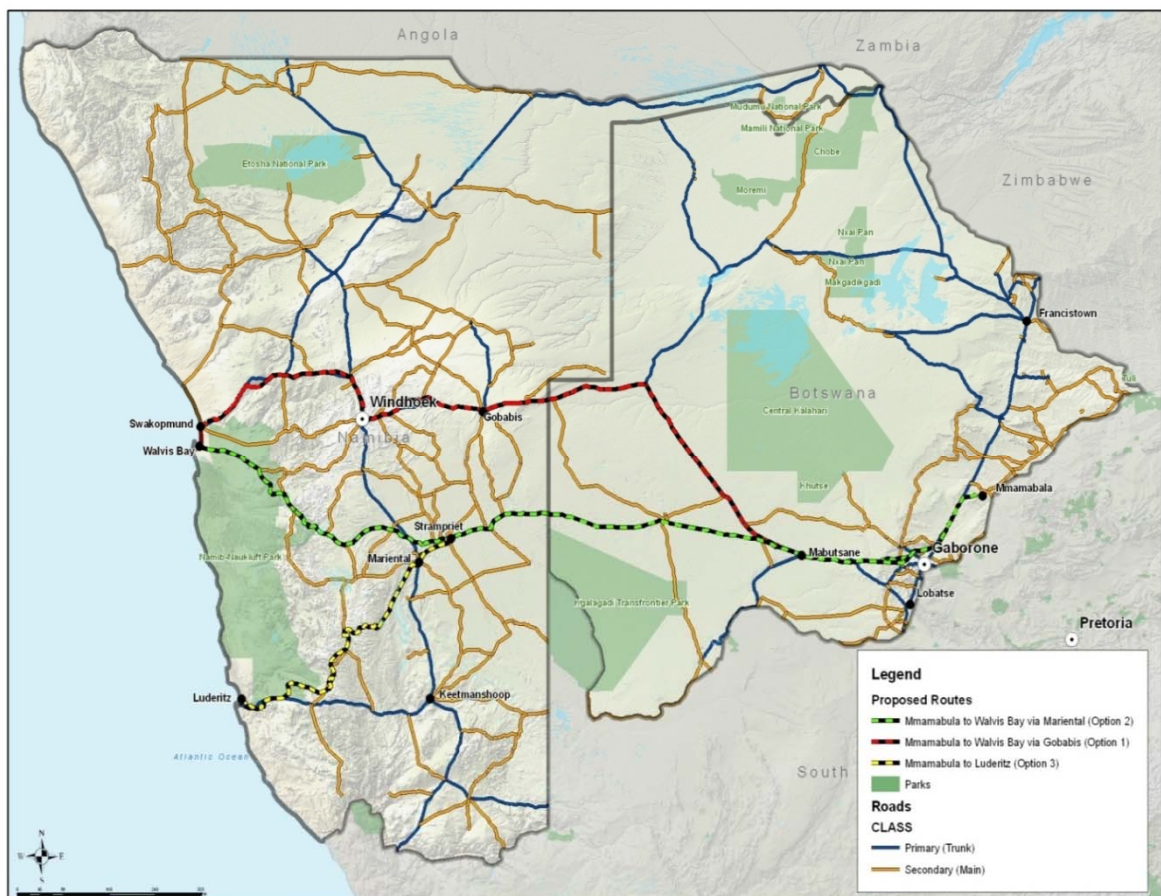 Angola
Zambia
Mudumu National Park
Mamili National Park
Chobe
Etosha National Park
Moremi
Zimbabwe
Nxai Pan
Nxai Pan
Makgadikgadi
Francistown
Tuli
Botswana
Central Kalahari
Windhoek
Gobabis
Swakopmund
Namibia
Walvis Bay
Khutse
Mmamabala
Strampriet
Mabutsane
Gaborone
Mariental
Namib-Naukluft Park
Kgalagadi Transfrontier Park
Lobatse
Pretoria
Luderitz
Keetmanshoop
Atlantic Ocean
South
Legend
Proposed Routes
Mmamabula to Walvis Bay via Mariental (Option 2)
Mmamabula to Walvis Bay via Gobabis (Option 1)
Mmamabula to Luderitz (Option 3)
Parks
Roads
CLASS
Primary (Trunk)
Secondary (Main)
N
W E
S